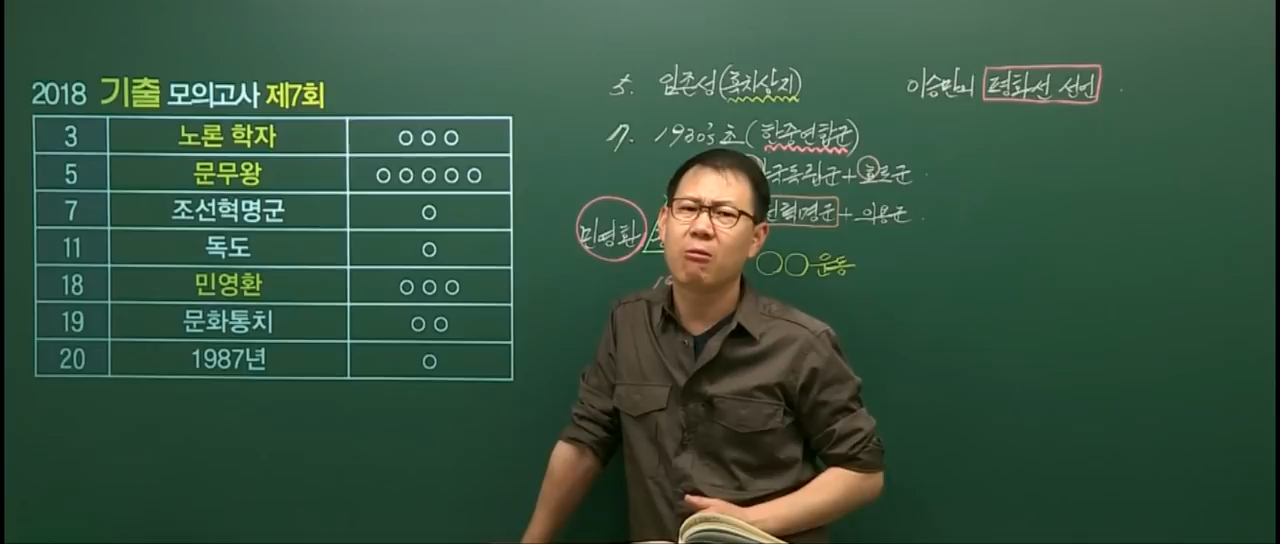 2018 기출 모의고사 제7회
3 노론 학자 ○○○
5 문무왕 ○○○○○
7 조선혁명군 ○
11 독도 ○
18 민영환 ○○○
19 문화통치 ○○
20 1987년 ○
5. 임존성(흑치상지)
이승만의 평화선 선언
7. 1930's 초(한중연합군)
국독립군+호로군
선혁명군+의용군
민영환
○○운동